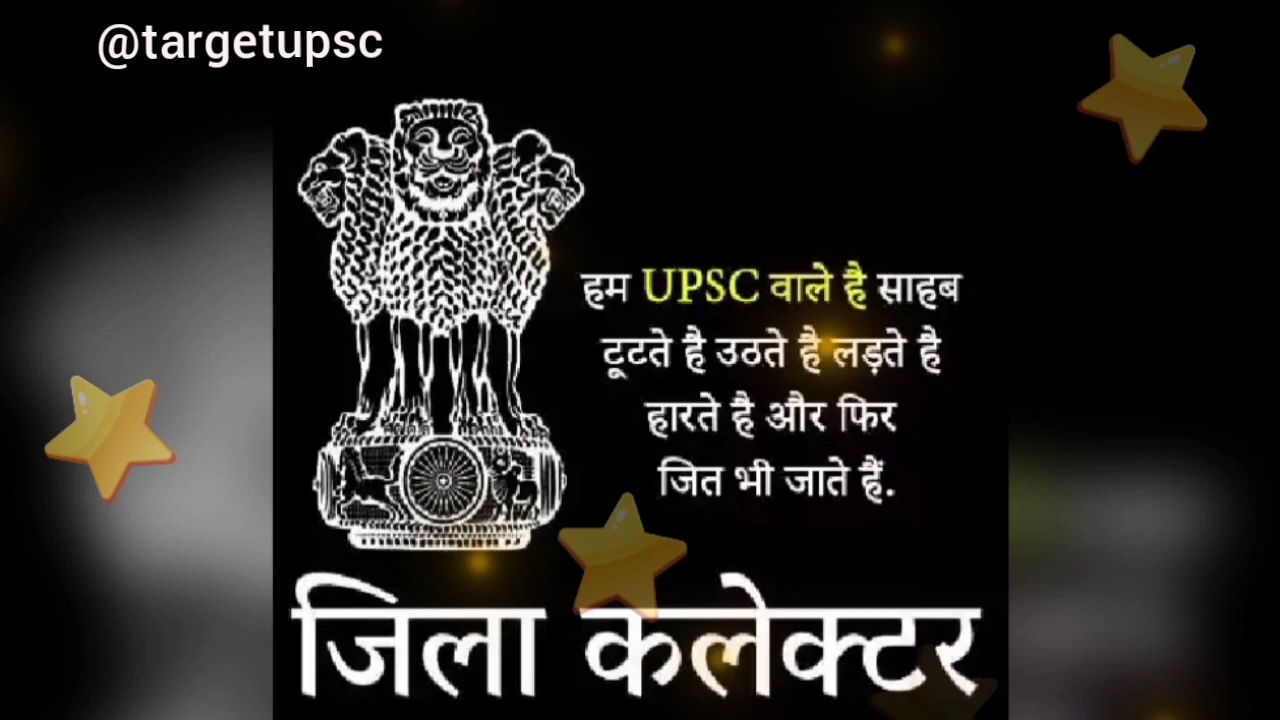 @targetupsc
हम UPSC वाले है साहब
टूटते है उठते है लड़ते है
हारते है और फिर
जित भी जाते हैं.
जिला कलेक्टर